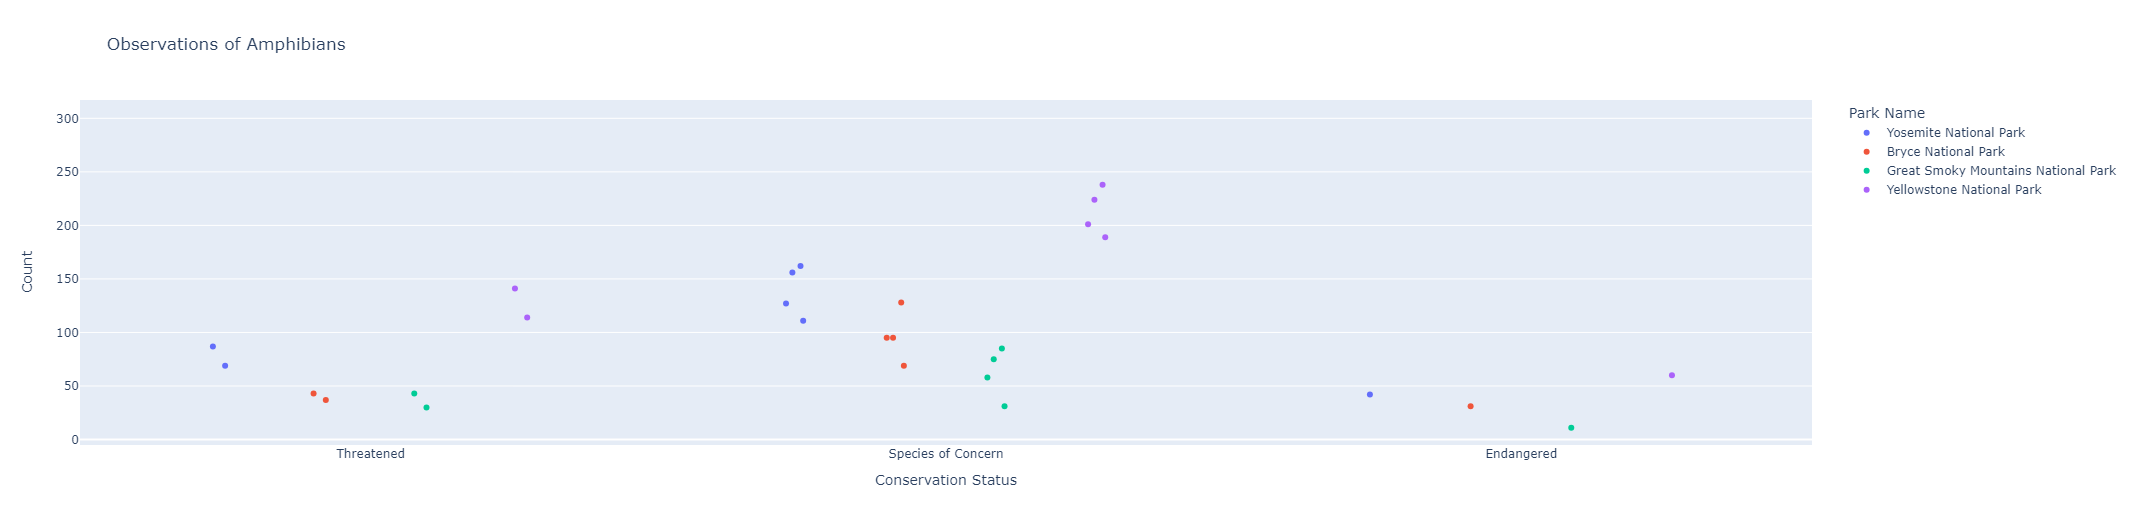 Observations of Amphibians
Park Name
Yosemite National Park
Bryce National Park
Great Smoky Mountains National Park
Yellowstone National Park
Count
300
250
200
150
100
50
0
Threatened
Species of Concern
Endangered
Conservation Status